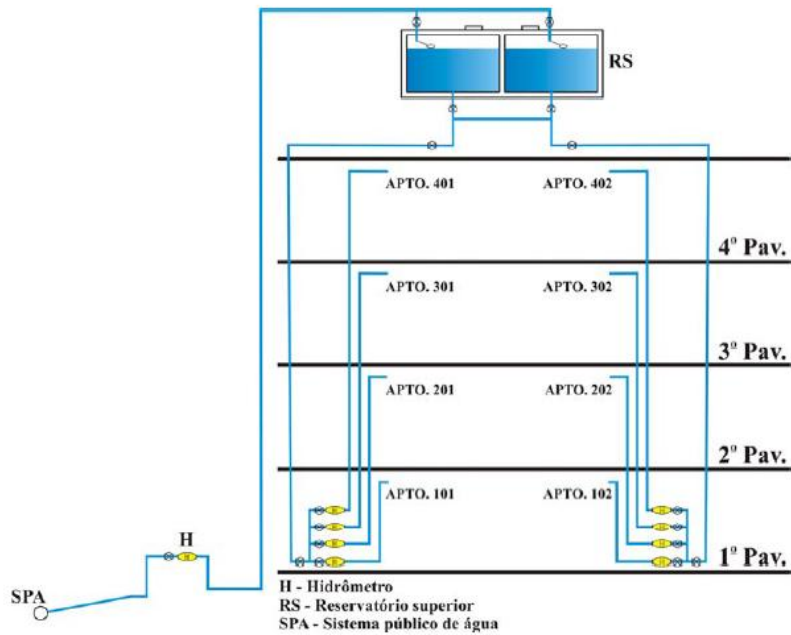 RS
APTO. 401
APTO. 402
4º Pav.
APTO. 301
APTO. 302
3º Pav.
APTO. 201
APTO. 202
2º Pav.
APTO. 101
APTO. 102
H
1º Pav.
SPA
H - Hidrômetro
RS - Reservatório superior
SPA - Sistema público de água